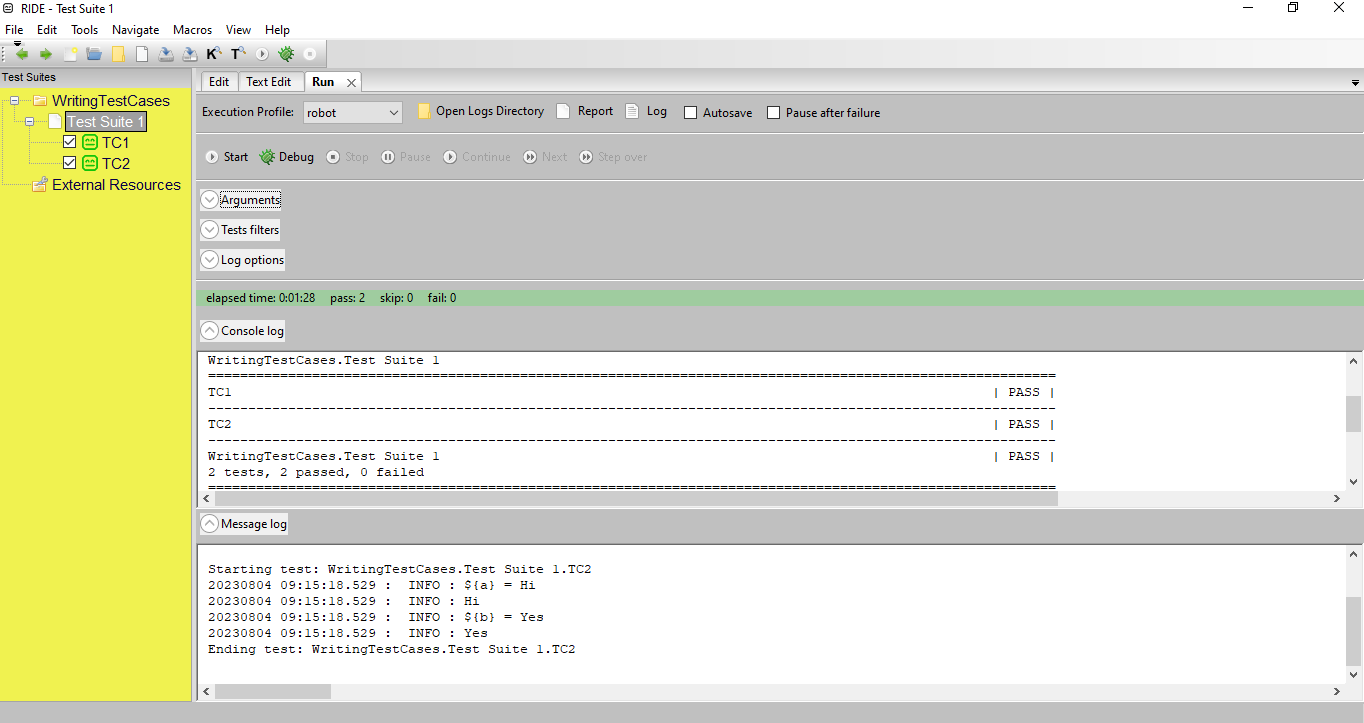 RIDE - Test Suite 1
File Edit Tools Navigate Macros View Help
K T
Test Suites
WritingTestCases
Test Suite 1
TC1
TC2
External Resources
Edit Text Edit Run
Execution Profile: robot Open Logs Directory Report Log Autosave Pause after failure
Start Debug Stop Pause Continue Next Step over
Arguments
Tests filters
Log options
elapsed time: 0:01:28 pass: 2 skip: 0 fail: 0
Console log
WritingTestCases.Test Suite 1
==========================================================================================================
TC1 | PASS |
----------------------------------------------------------------------------------------------------------
TC2 | PASS |
----------------------------------------------------------------------------------------------------------
WritingTestCases.Test Suite 1 | PASS |
2 tests, 2 passed, 0 failed
==========================================================================================================
Message log
Starting test: WritingTestCases.Test Suite 1.TC2
20230804 09:15:18.529 : INFO : ${a} = Hi
20230804 09:15:18.529 : INFO : Hi
20230804 09:15:18.529 : INFO : ${b} = Yes
20230804 09:15:18.529 : INFO : Yes
Ending test: WritingTestCases.Test Suite 1.TC2